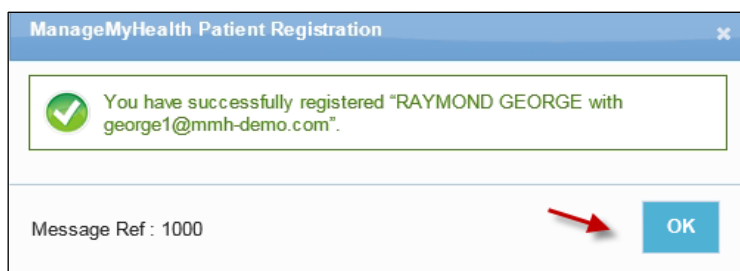 ManageMyHealth Patient Registration
You have successfully registered “RAYMOND GEORGE with
george1@mmh-demo.com”.
Message Ref : 1000
OK